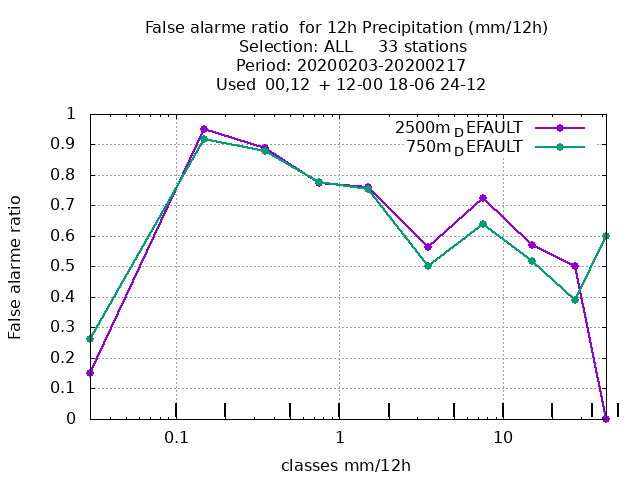 False alarme ratio  for 12h Precipitation (mm/12h)
Selection: ALL     33 stations
Period: 20200203-20200217
Used  00,12  + 12-00 18-06 24-12
2500m_DEFAULT
750m_DEFAULT
1
0.9
0.8
0.7
0.6
0.5
0.4
0.3
0.2
0.1
0
False alarme ratio
0.1 1 10
classes mm/12h